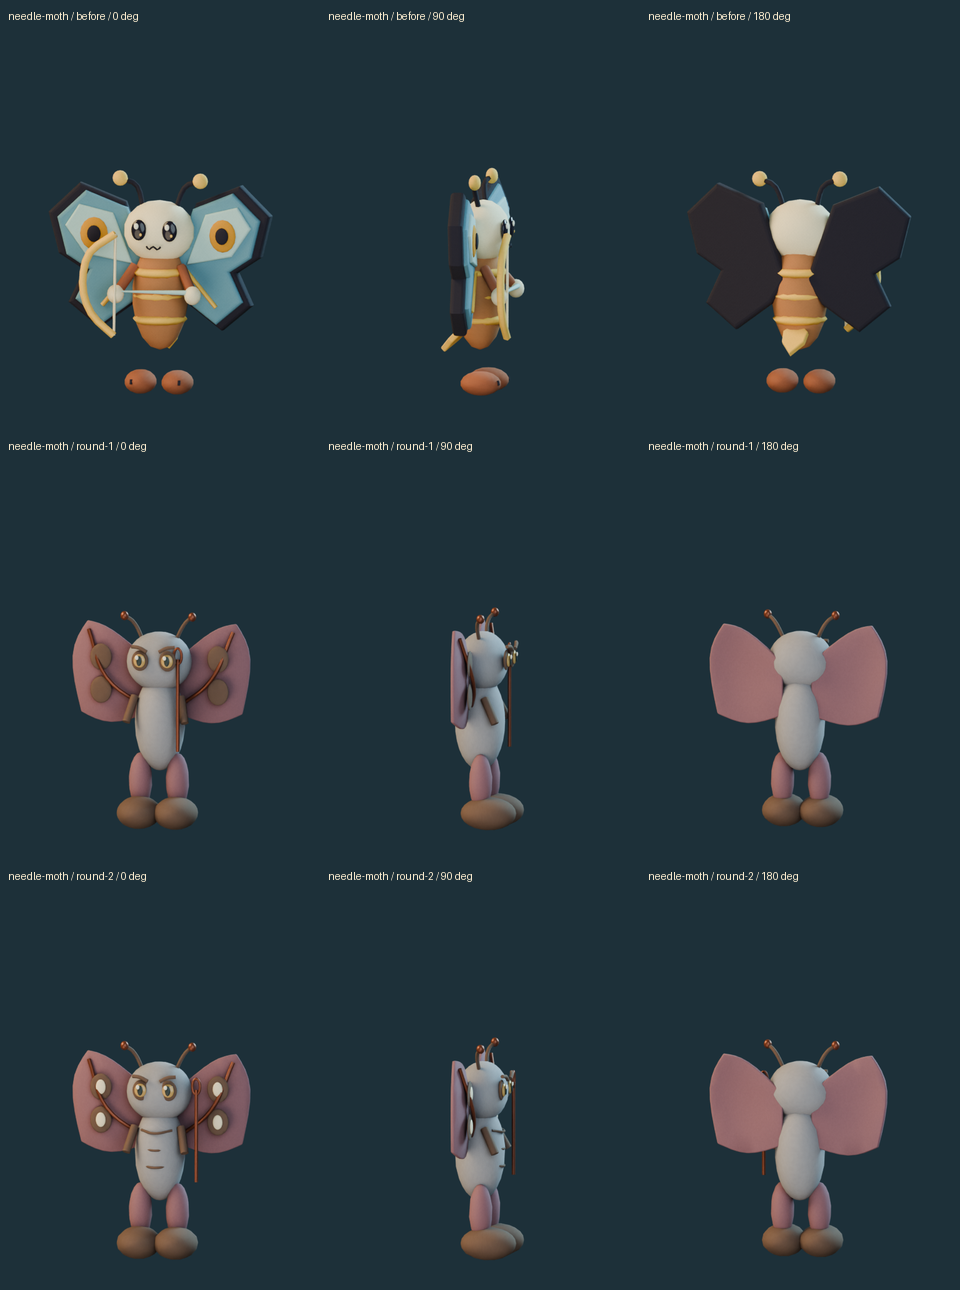 needle-moth / before / 0 deg
needle-moth / before / 90 deg
needle-moth / before / 180 deg
needle-moth / round-1 / 0 deg
needle-moth / round-1 / 90 deg
needle-moth / round-1 / 180 deg
needle-moth / round-2 / 0 deg
needle-moth / round-2 / 90 deg
needle-moth / round-2 / 180 deg